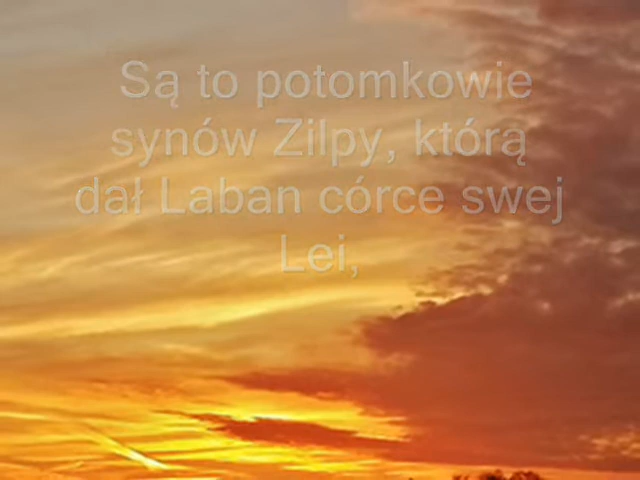 Są to potomkowie
synów Zilpy, którą
dał Laban córce swej
Lei,